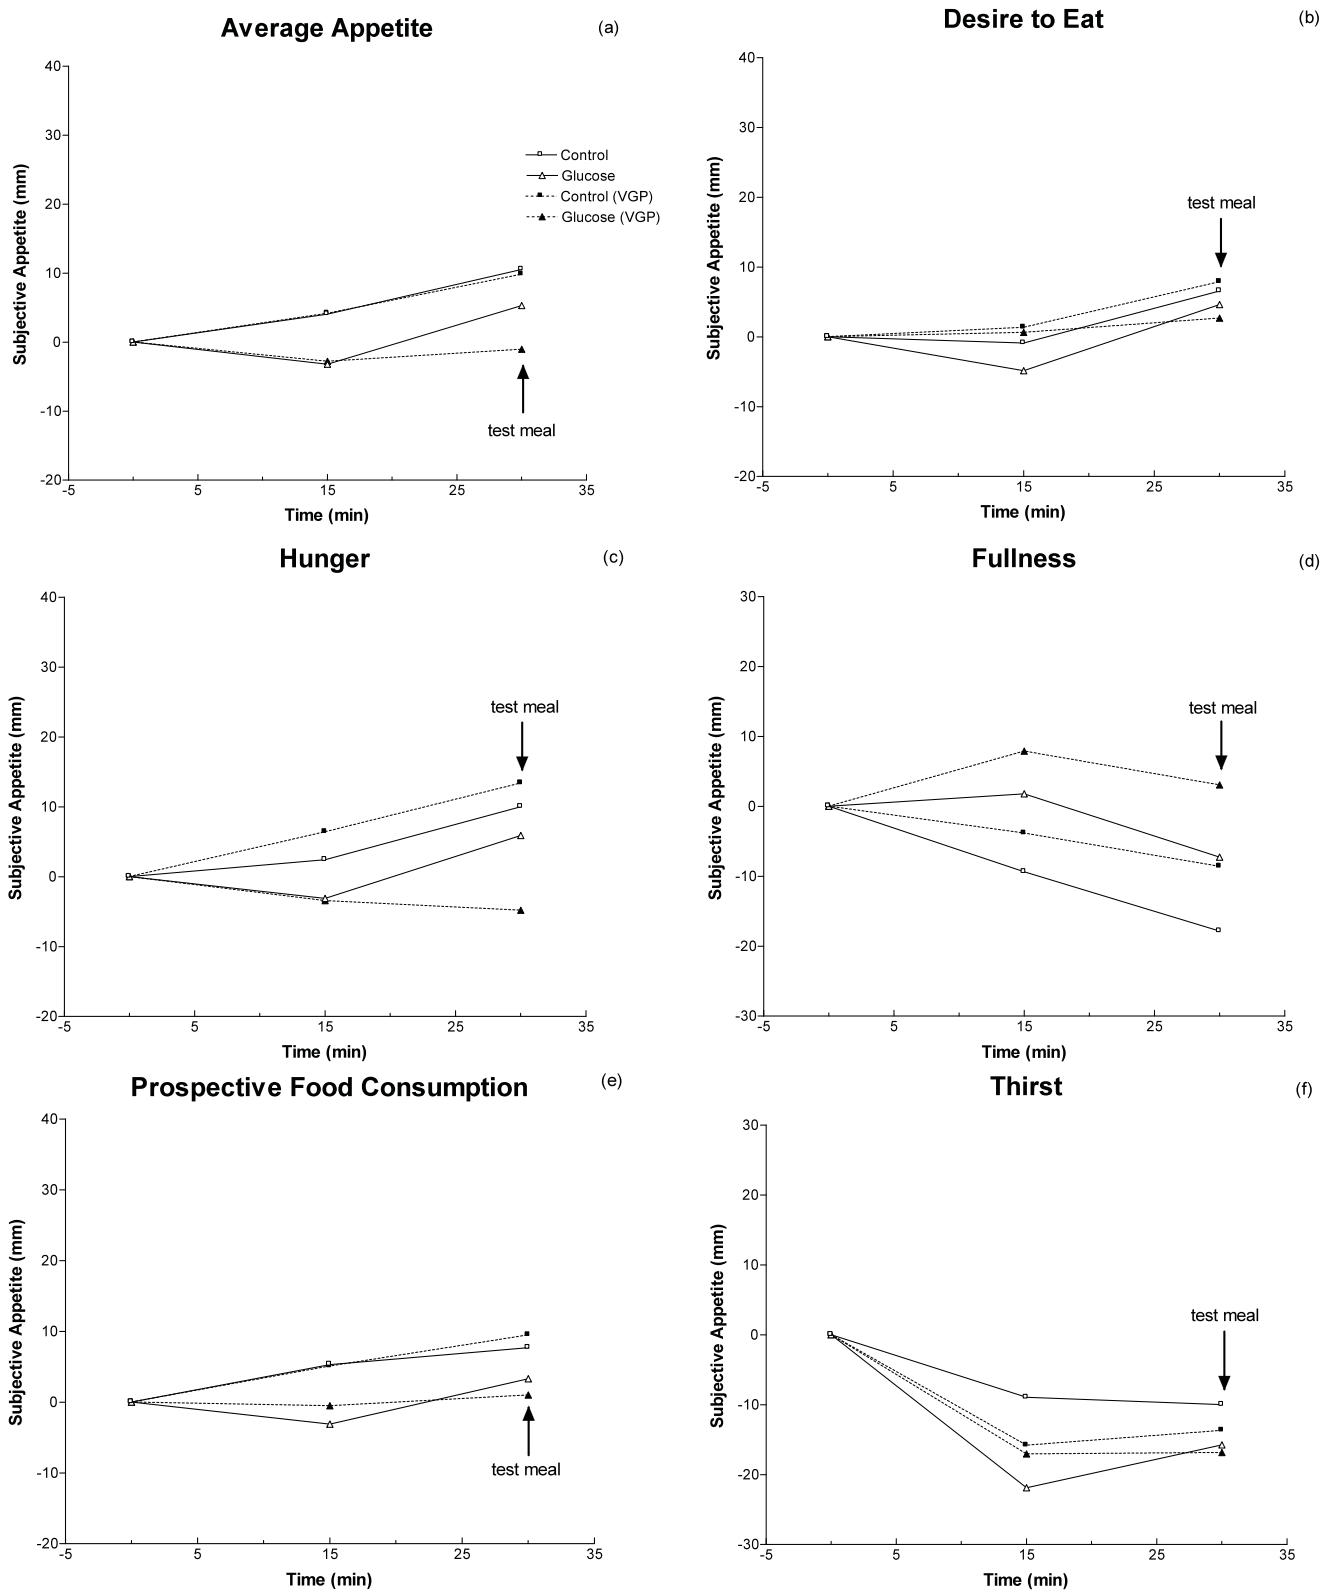 Average Appetite
(a)
40
30
20
10
0
-10
-20
-5
5
15
25
35
Subjective Appetite (mm)
Time (min)
Control
Glucose
Control (VGP)
Glucose (VGP)
test meal
Desire to Eat
(b)
40
30
20
10
0
-10
-20
-5
5
15
25
35
Subjective Appetite (mm)
Time (min)
test meal
Hunger
(c)
40
30
20
10
0
-10
-20
-5
5
15
25
35
Subjective Appetite (mm)
Time (min)
test meal
Fullness
(d)
30
20
10
0
-10
-20
-30
-5
5
15
25
35
Subjective Appetite (mm)
Time (min)
test meal
Prospective Food Consumption
(e)
40
30
20
10
0
-10
-20
-5
5
15
25
35
Subjective Appetite (mm)
Time (min)
test meal
Thirst
(f)
30
20
10
0
-10
-20
-30
-5
5
15
25
35
Subjective Appetite (mm)
Time (min)
test meal